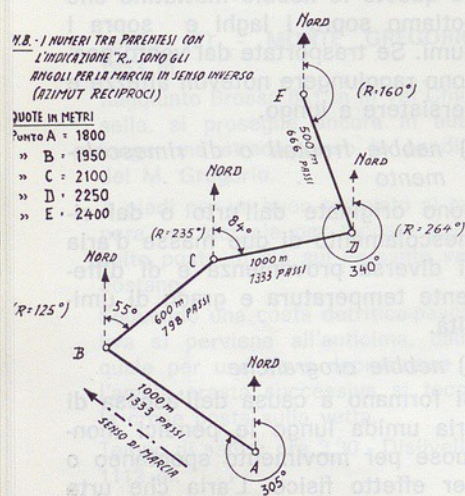 N.B. - I NUMERI TRA PARENTESI CON
L'INDICAZIONE "R" SONO GLI
ANGOLI PER LA MARCIA IN SENSO INVERSO
(AZIMUT RECIPROCI)
QUOTE IN METRI
PUNTO A = 1800
» B = 1950
» C = 2100
» D = 2250
» E = 2400
NORD
E
(R=160°)
500 m
666 PASSI
NORD
NORD
(R=235°)
C
1000 m
1333 PASSI
D
(R=264°)
340°
NORD
(R=125°)
55°
600 m
798 PASSI
B
1000 m
1333 PASSI
SENSO DI MARCIA
NORD
A
305°